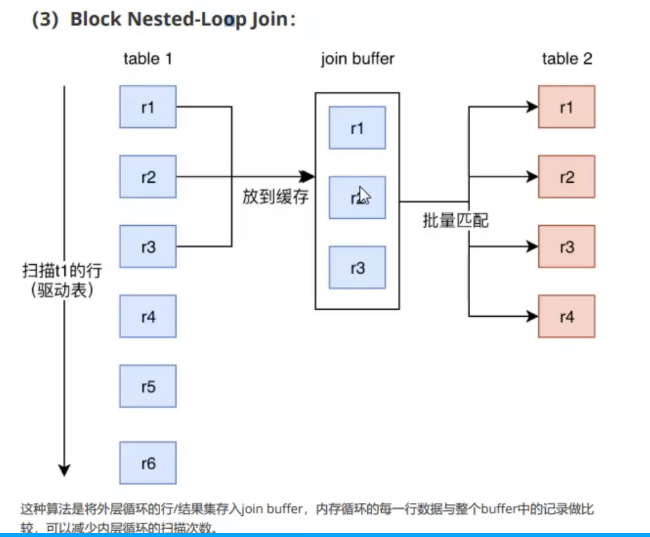 （3）Block Nested-Loop Join：
table 1
join buffer
table 2
r1
r1
r1
r2
放到缓存
r2
批量匹配
r2
r3
r3
r3
扫描t1的行
（驱动表）
r4
r4
r5
r6
这种算法是将外层循环的行/结果集存入join buffer，内存循环的每一行数据与整个buffer中的记录做比
较，可以减少内层循环的扫描次数。